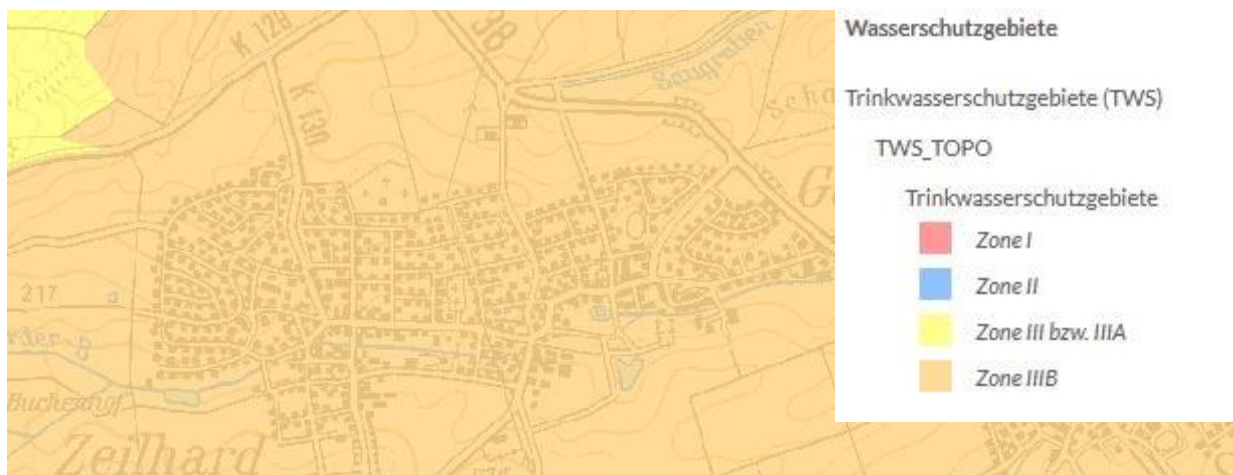 K 129
38
K 130
217
Buchenhof
Zeilhard
Wasserschutzgebiete
Trinkwasserschutzgebiete (TWS)
TWS_TOPO
Trinkwasserschutzgebiete
Zone I
Zone II
Zone III bzw. IIIA
Zone IIIB